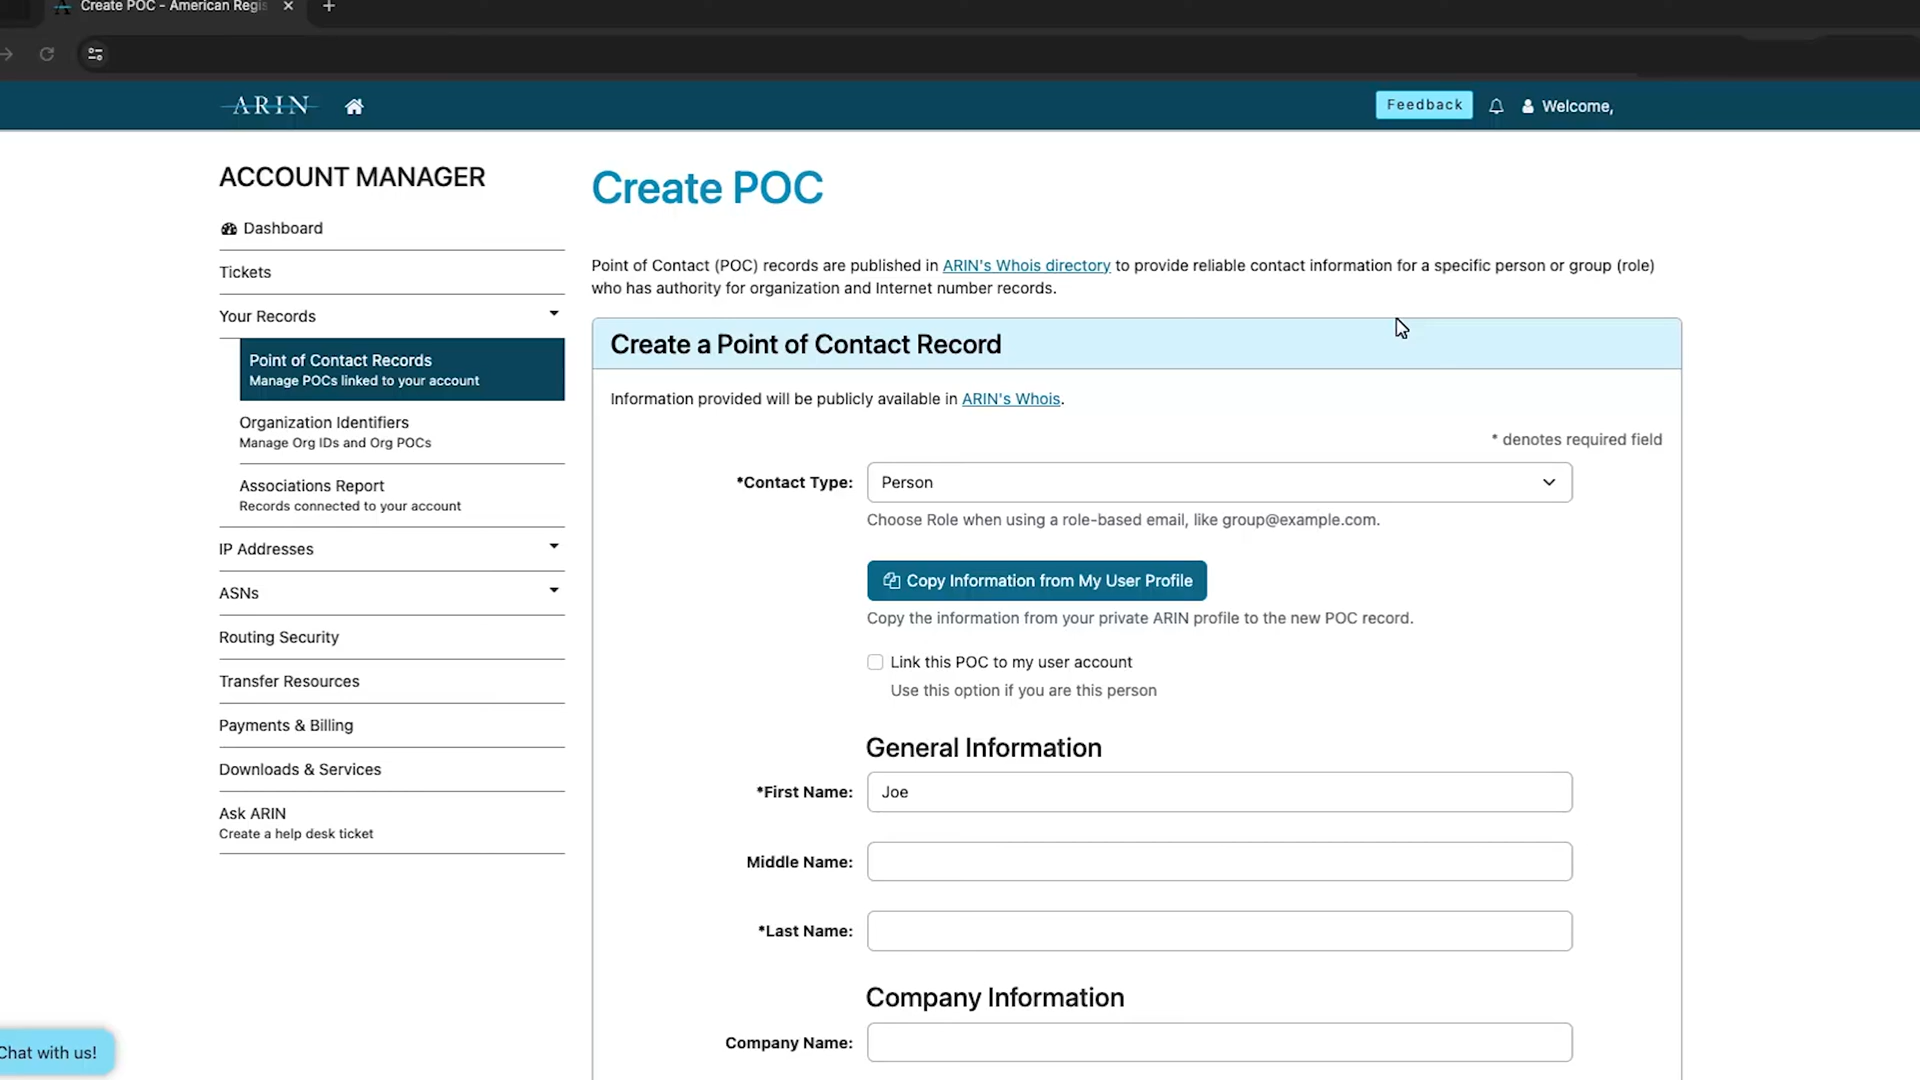 Create POC - American Regis
ARIN
Feedback
Welcome,
ACCOUNT MANAGER
Dashboard
Tickets
Your Records
Point of Contact Records
Manage POCs linked to your account
Organization Identifiers
Manage Org IDs and Org POCs
Associations Report
Records connected to your account
IP Addresses
ASNs
Routing Security
Transfer Resources
Payments & Billing
Downloads & Services
Ask ARIN
Create a help desk ticket
Chat with us!
Create POC
Point of Contact (POC) records are published in ARIN's Whois directory to provide reliable contact information for a specific person or group (role)
who has authority for organization and Internet number records.
Create a Point of Contact Record
Information provided will be publicly available in ARIN's Whois.
* denotes required field
*Contact Type: Person
Choose Role when using a role-based email, like group@example.com.
Copy Information from My User Profile
Copy the information from your private ARIN profile to the new POC record.
Link this POC to my user account
Use this option if you are this person
General Information
*First Name: Joe
Middle Name:
*Last Name:
Company Information
Company Name: